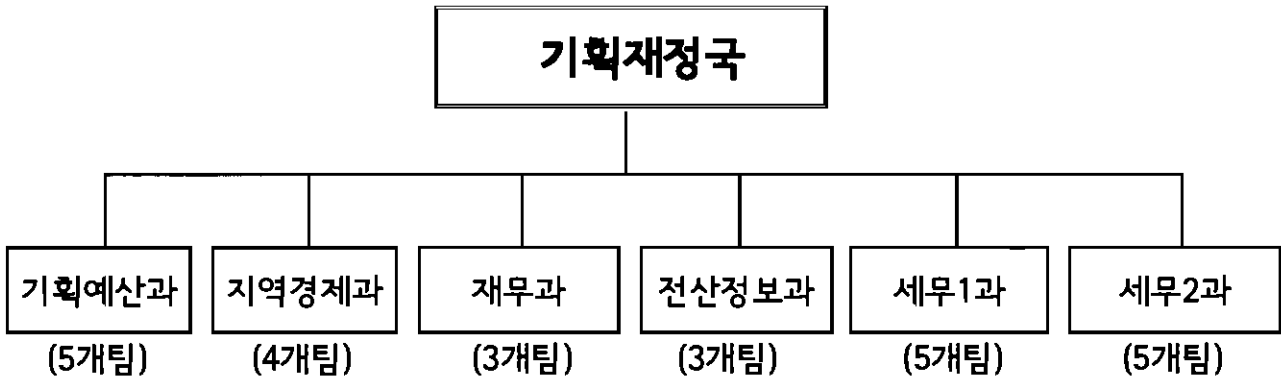 기획재정국
기획예산과 지역경제과 재무과 전산정보과 세무1과 세무2과
(5개팀) (4개팀) (3개팀) (3개팀) (5개팀) (5개팀)